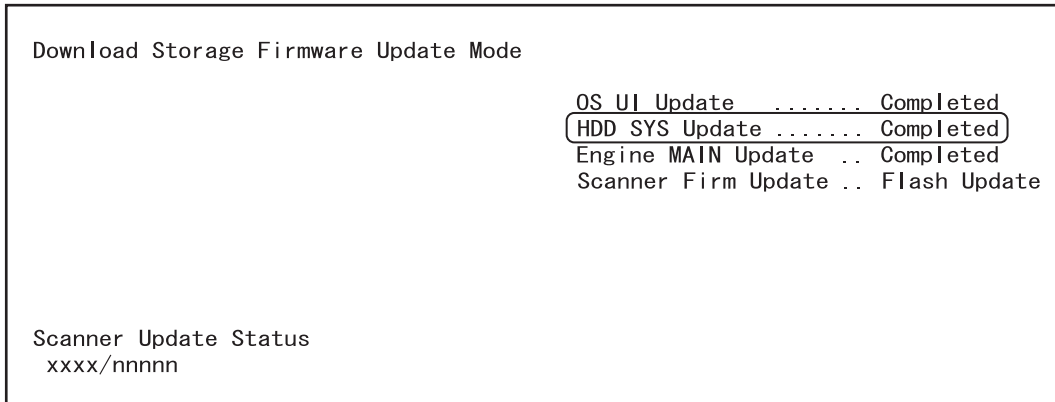 Download Storage Firmware Update Mode
OS UI Update ....... Completed
HDD SYS Update ....... Completed
Engine MAIN Update .. Completed
Scanner Firm Update .. Flash Update
Scanner Update Status
xxxx/nnnnn